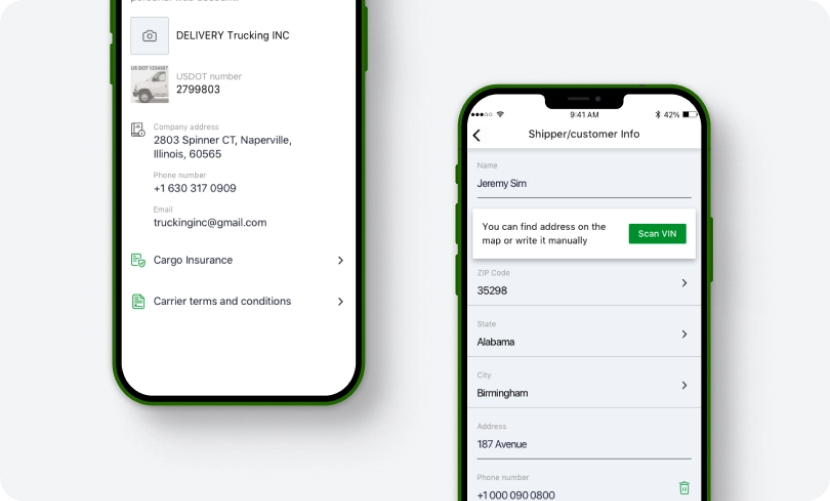 personal was account.
DELIVERY Trucking INC
US DOT 1234567
USDOT number
2799803
Company address
2803 Spinner CT, Naperville,
Illinois, 60565
Phone number
+1 630 317 0909
Email
truckinginc@gmail.com
Cargo Insurance
Carrier terms and conditions
9:41 AM
42%
Shipper/customer Info
Name
Jeremy Sim
You can find address on the
map or write it manually
Scan VIN
ZIP Code
35298
State
Alabama
City
Birmingham
Address
187 Avenue
Phone number
+1 000 090 0800